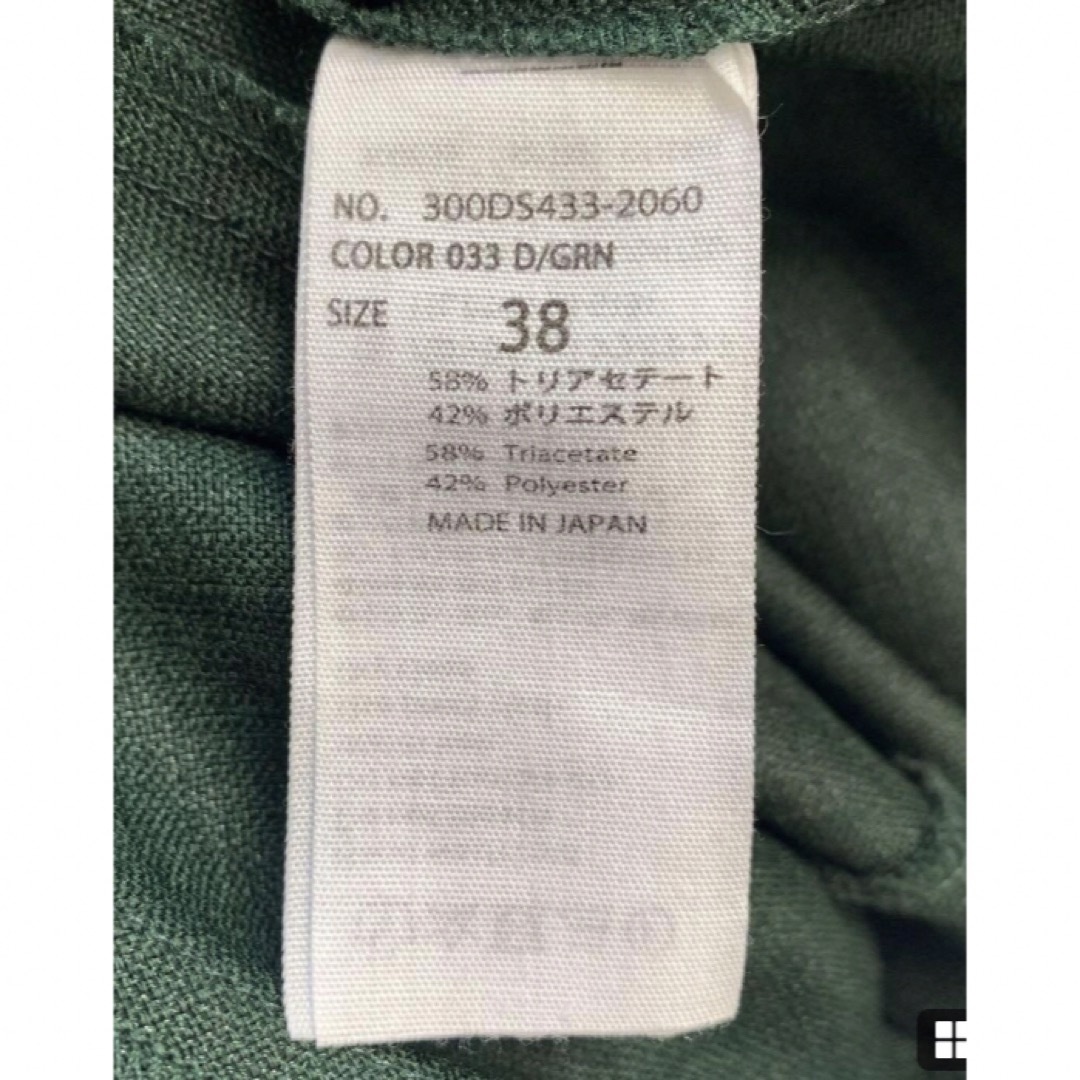 NO. 300DS433-2060
COLOR 033 D/GRN
SIZE 38
58% トリアセテート
42% ポリエステル
58% Triacetate
42% Polyester
MADE IN JAPAN